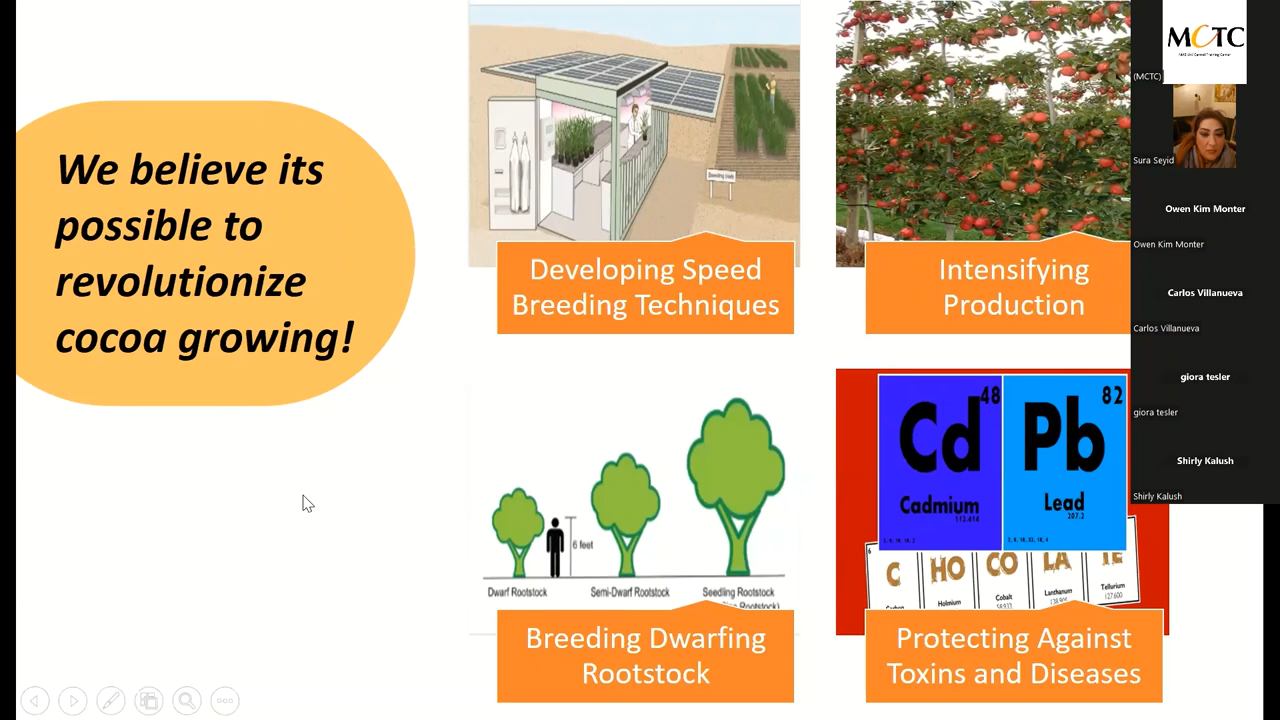 We believe its
possible to
revolutionize
cocoa growing!
Developing Speed
Breeding Techniques
Intensifying
Production
6 feet
Dwarf Rootstock
Semi-Dwarf Rootstock
Seedling Rootstock
Breeding Dwarfing
Rootstock
48
Cd
Cadmium
82
Pb
Lead
207.2
6
C
HO
CO
LA
TE
Holmium
Cobalt
Lanthanum
Tellurium
127.600
Protecting Against
Toxins and Diseases
MCTC
(MCTC)
Sura Seyid
Owen Kim Monter
Owen Kim Monter
Carlos Villanueva
Carlos Villanueva
giora tesler
giora tesler
Shirly Kalush
Shirly Kalush